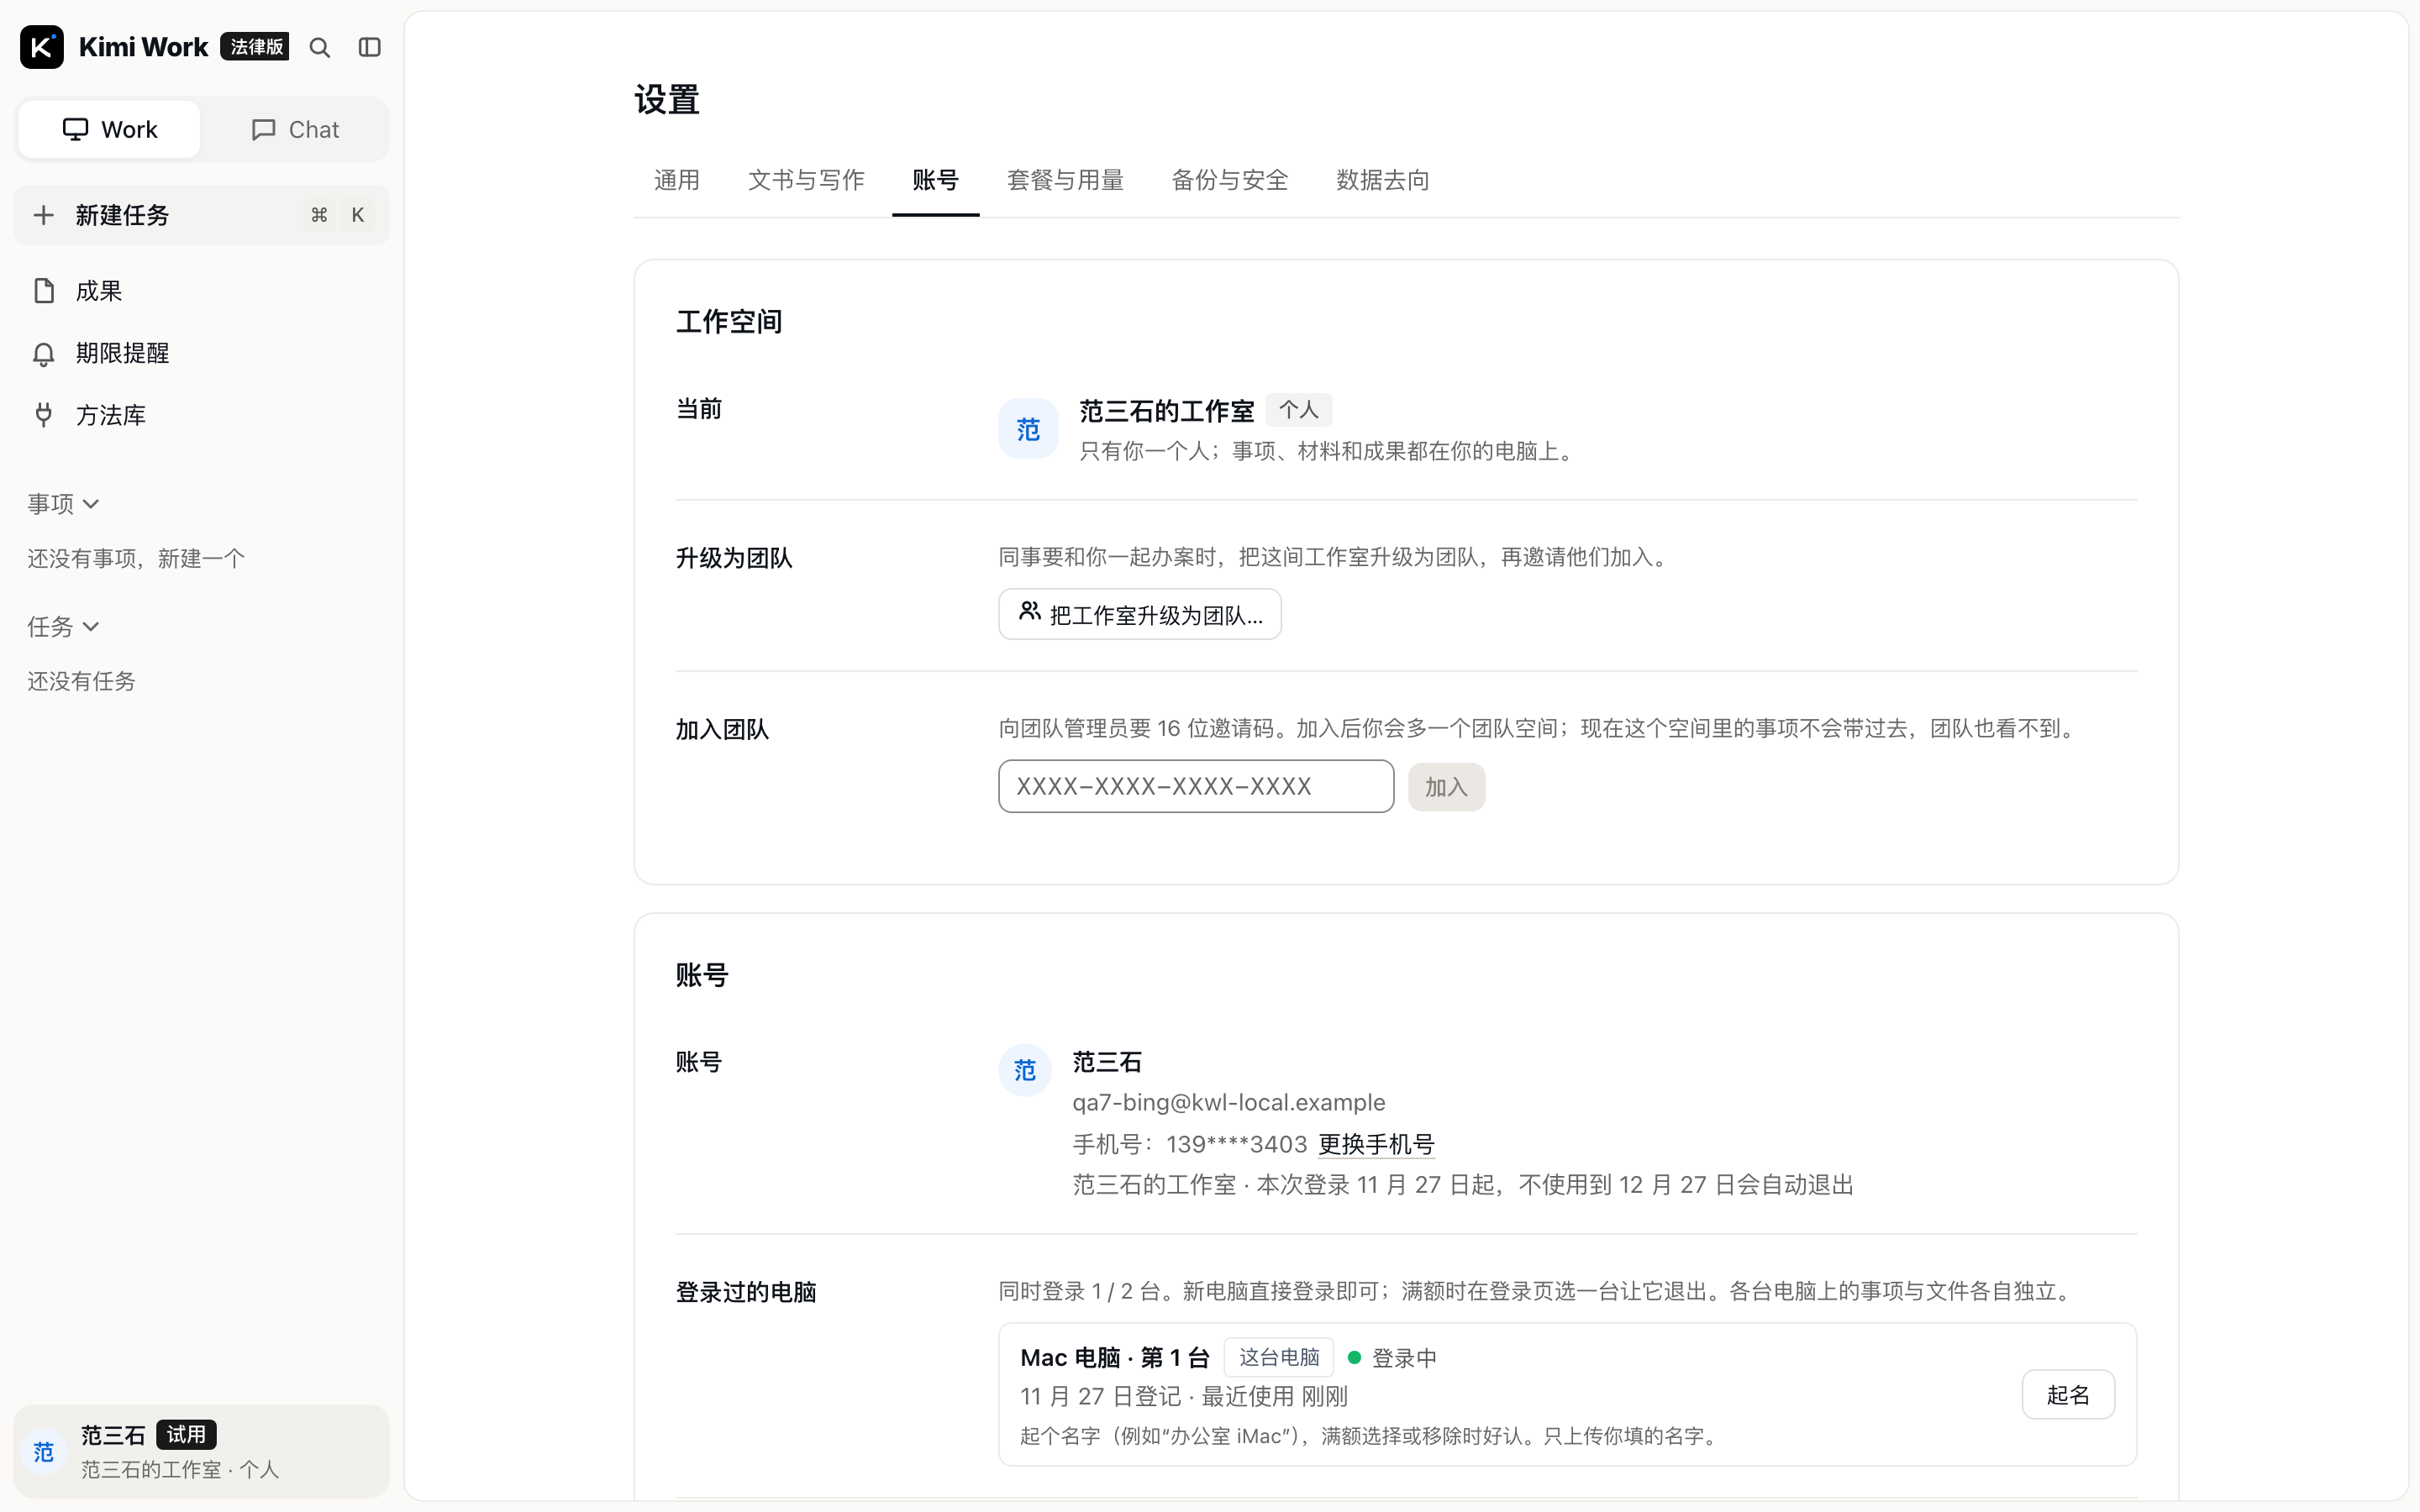 Kimi Work 法律版
Work
Chat
新建任务 ⌘ K
成果
期限提醒
方法库
事项
还没有事项，新建一个
任务
还没有任务
范
范三石 试用
范三石的工作室 · 个人
设置
通用 文书与写作 账号 套餐与用量 备份与安全 数据去向
工作空间
当前
范
范三石的工作室 个人
只有你一个人；事项、材料和成果都在你的电脑上。
升级为团队
同事要和你一起办案时，把这间工作室升级为团队，再邀请他们加入。
把工作室升级为团队...
加入团队
向团队管理员要 16 位邀请码。加入后你会多一个团队空间；现在这个空间里的事项不会带过去，团队也看不到。
XXXX–XXXX–XXXX–XXXX 加入
账号
账号
范
范三石
qa7-bing@kwl-local.example
手机号：139****3403 更换手机号
范三石的工作室 · 本次登录 11 月 27 日起，不使用到 12 月 27 日会自动退出
登录过的电脑
同时登录 1 / 2 台。新电脑直接登录即可；满额时在登录页选一台让它退出。各台电脑上的事项与文件各自独立。
Mac 电脑 · 第 1 台 这台电脑 登录中
11 月 27 日登记 · 最近使用 刚刚
起个名字（例如“办公室 iMac”），满额选择或移除时好认。只上传你填的名字。
起名